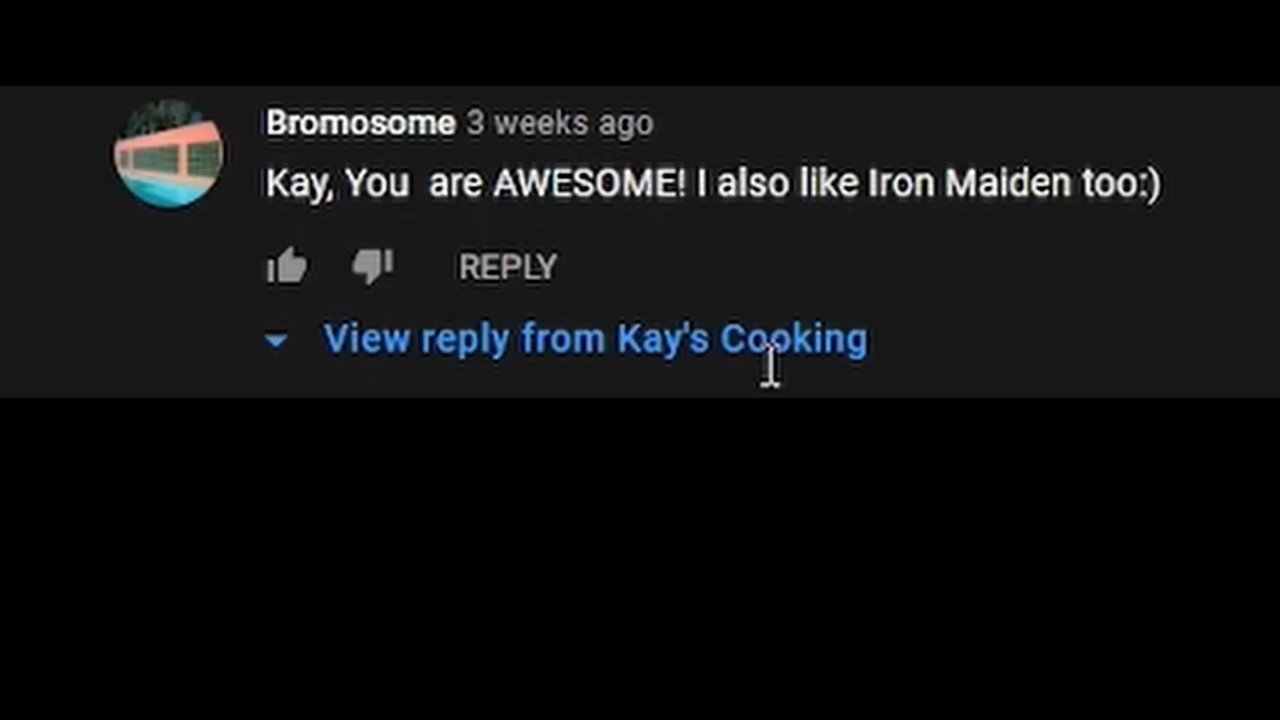 Bromosome 3 weeks ago
Kay, You  are AWESOME! I also like Iron Maiden too:)
REPLY
View reply from Kay's Cooking